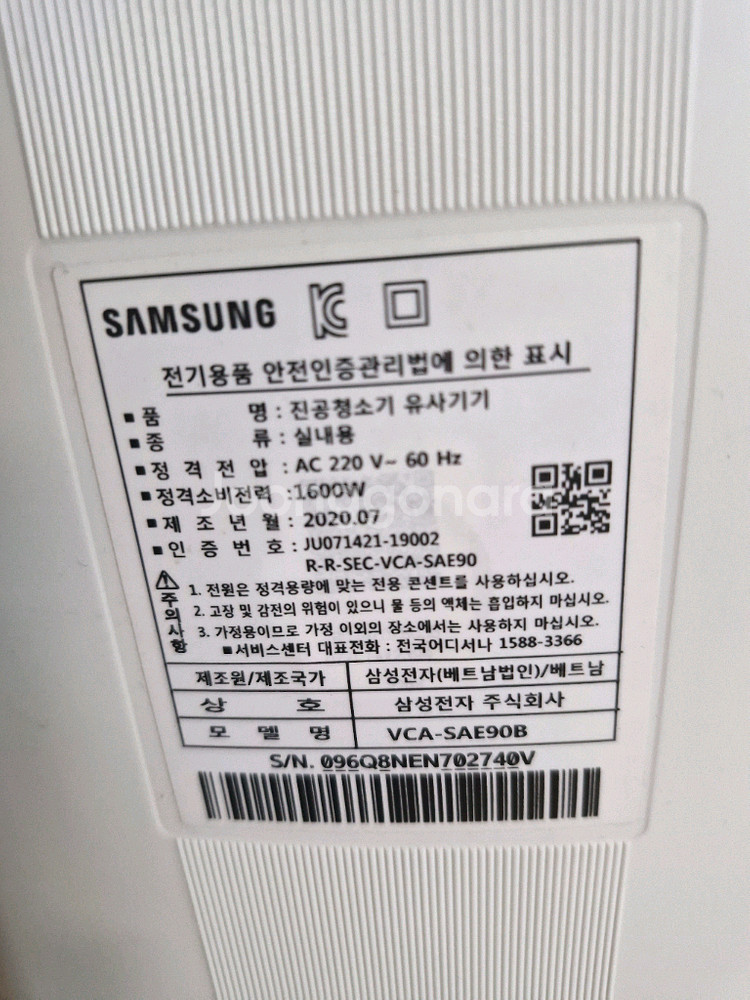 SAMSUNG
전기용품 안전인증관리법에 의한 표시
■ 품 명 : 진공청소기 유사기기
■ 종 류 : 실내용
■ 정 격 전 압 : AC 220 V~ 60 Hz
■ 정격소비전력 : 1600W
■ 제 조 년 월 : 2020.07
■ 인 증 번 호 : JU071421-19002
R-R-SEC-VCA-SAE90
주의사항
1. 전원은 정격용량에 맞는 전용 콘센트를 사용하십시오.
2. 고장 및 감전의 위험이 있으니 물 등의 액체는 흡입하지 마십시오.
3. 가정용이므로 가정 이외의 장소에서는 사용하지 마십시오.
■서비스센터 대표전화 : 전국어디서나 1588-3366
제조원/제조국가 삼성전자(베트남법인)/베트남
상 호 삼성전자 주식회사
모 델 명 VCA-SAE90B
S/N. 096Q8NEN702740V